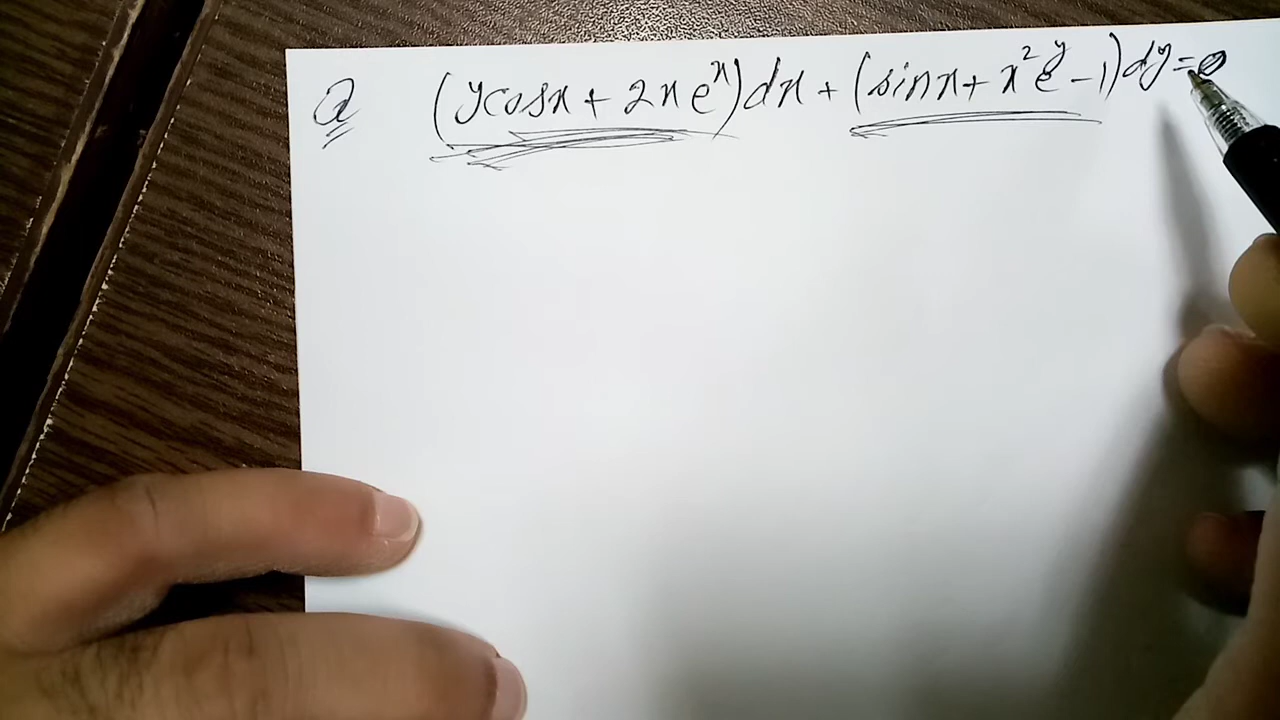 Q (ycosx + 2xe^x)dx + (sinx + x^2e^y - 1)dy = 0